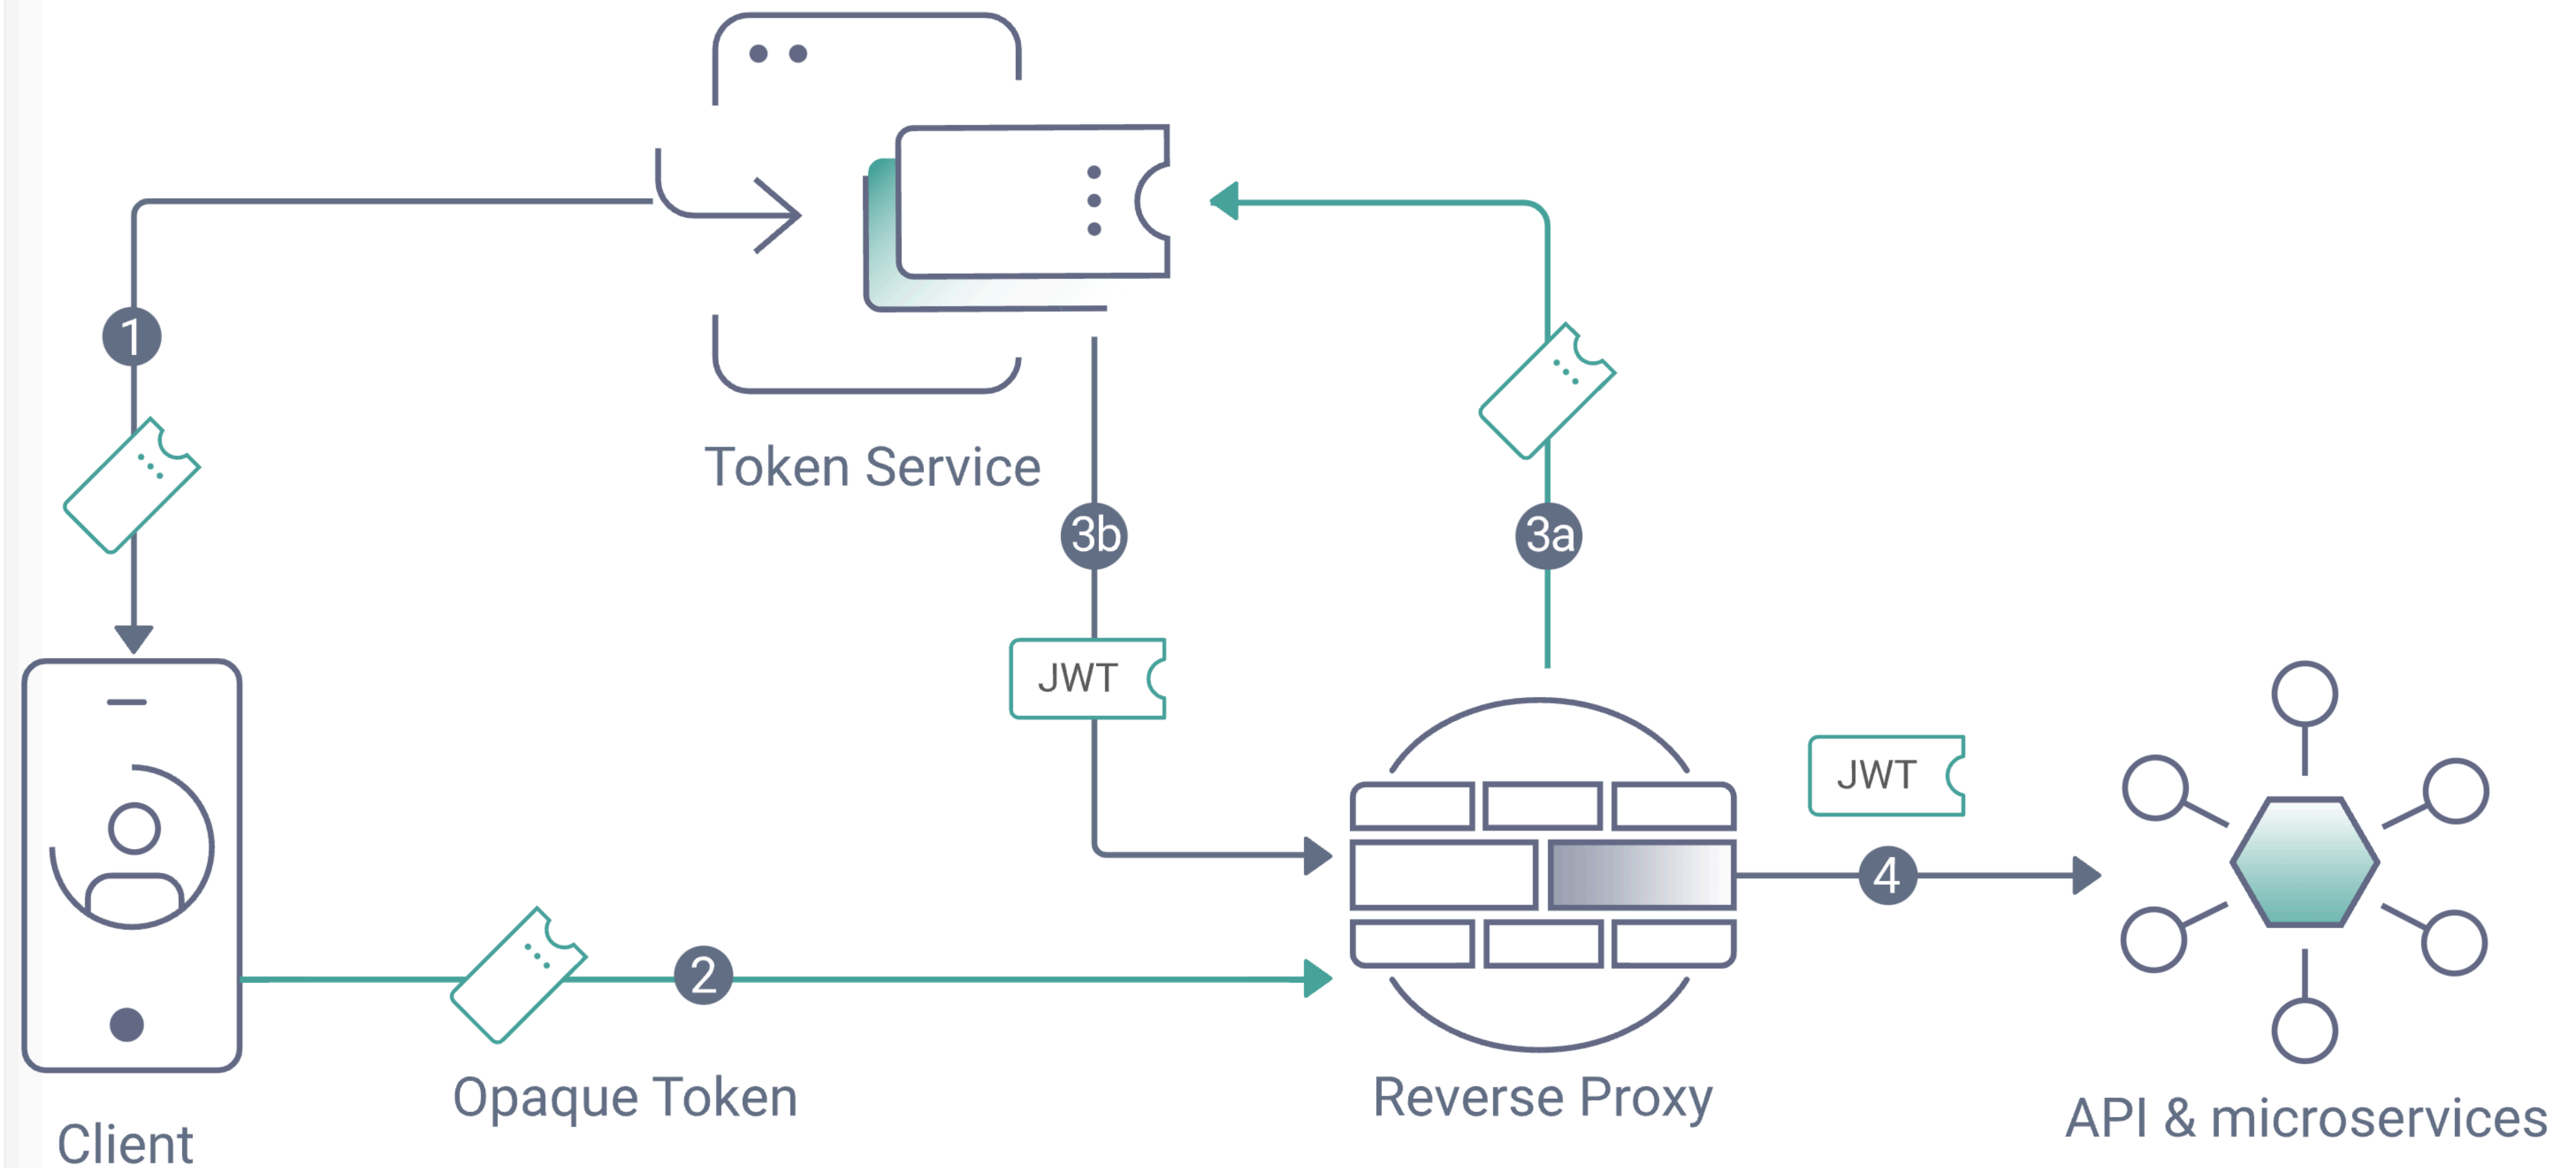 1
Token Service
3b
3a
JWT
JWT
4
2
Opaque Token
Reverse Proxy
API & microservices
Client